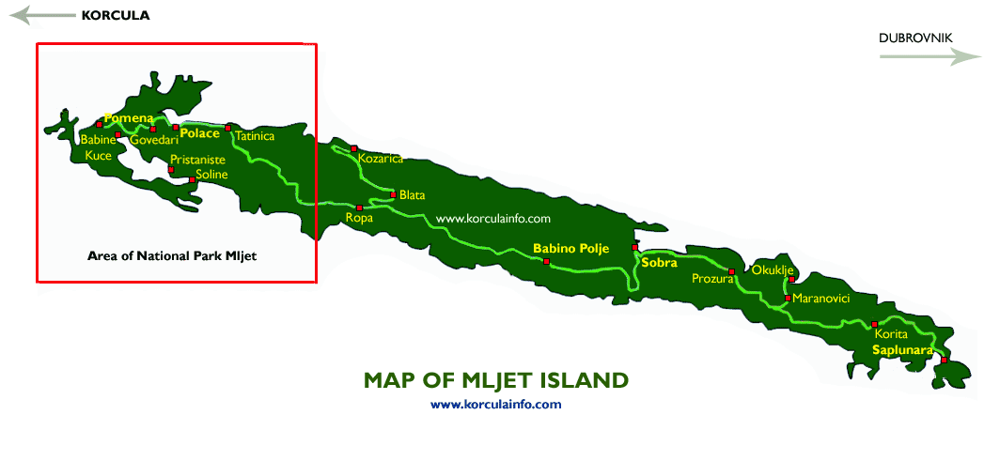 KORCULA
DUBROVNIK
Pomena
Babine
Kuce
Govedari
Polace
Tatinica
Pristaniste
Soline
Kozarica
Blata
Ropa
www.korculainfo.com
Area of National Park Mljet
Babino Polje
Sobra
Prozura
Okuklje
Maranovici
Korita
Saplunara
MAP OF MLJET ISLAND
www.korculainfo.com